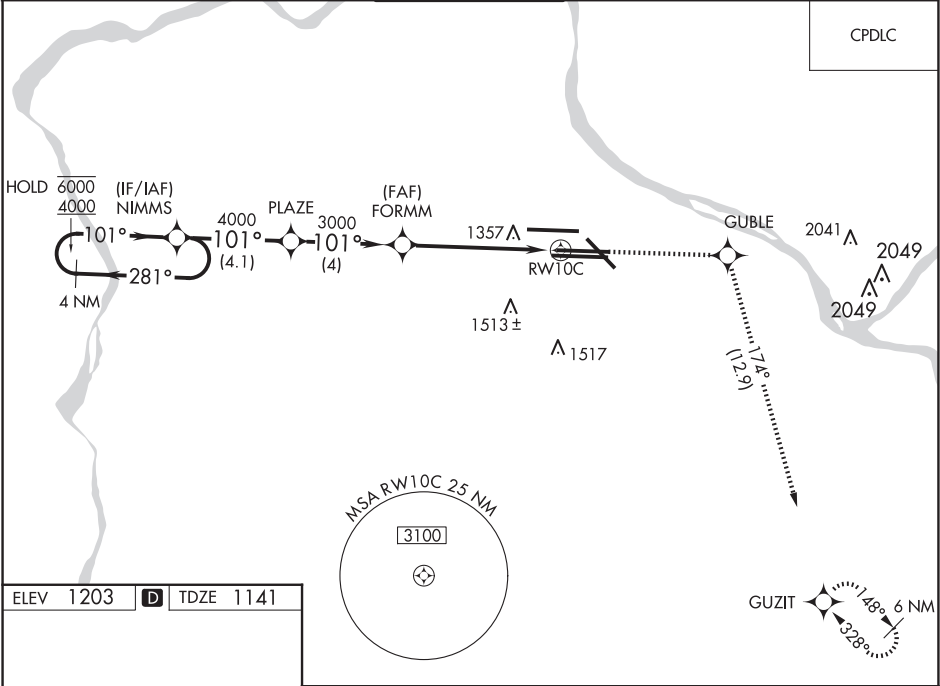 CPDLC
HOLD 6000
4000
(IF/IAF)
NIMMS
101°
281°
4 NM
4000
101°
(4.1)
PLAZE
3000
101°
(4)
(FAF)
FORMM
1357
RW10C
1513 ±
1517
GUBLE
2041
2049
2049
174°
(12.9)
MSA RW10C 25 NM
3100
GUZIT
148°
6 NM
328°
ELEV 1203 D TDZE 1141